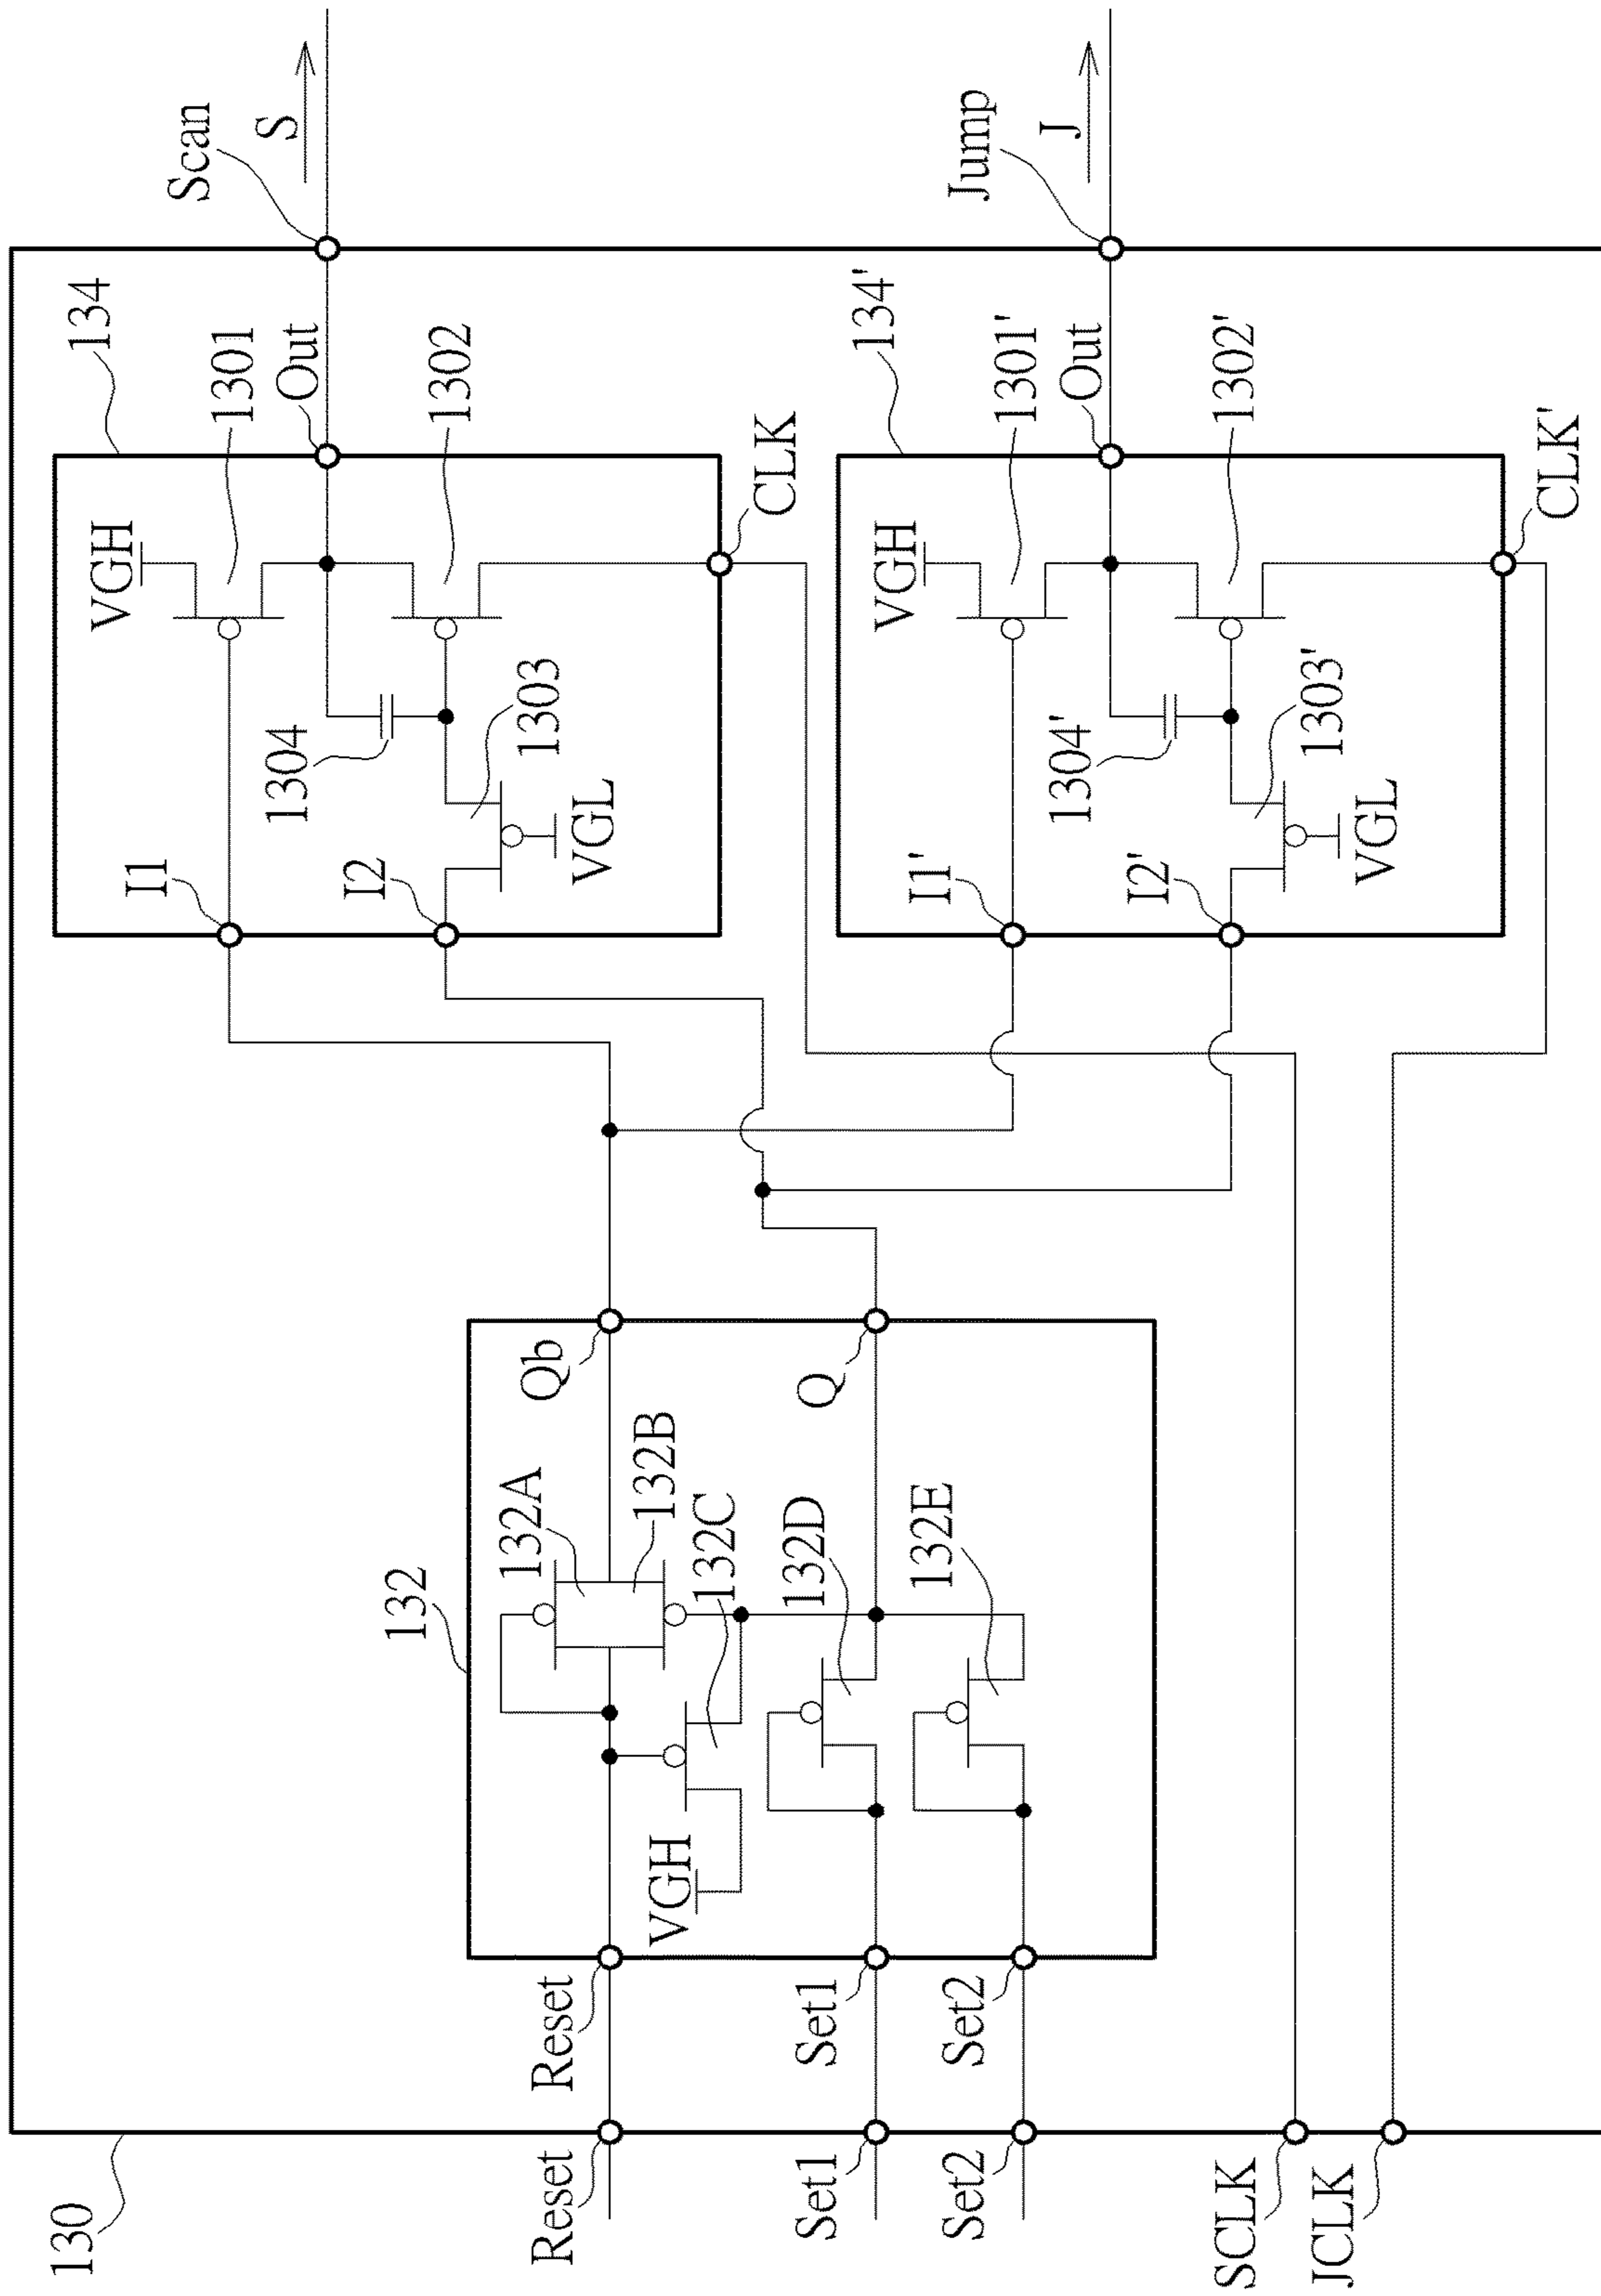 130
Reset
Set1
Set2
SCLK
JCLK
Reset
Set1
Set2
132
VGH
132A
132B
132C
132D
132E
Qb
Q
134
I1
I2
VGH
1301
Out
1302
1304
1303
VGL
CLK
Scan
S
134'
I1'
I2'
VGH
1301'
Out
1302'
1304'
1303'
VGL
CLK'
Jump
J